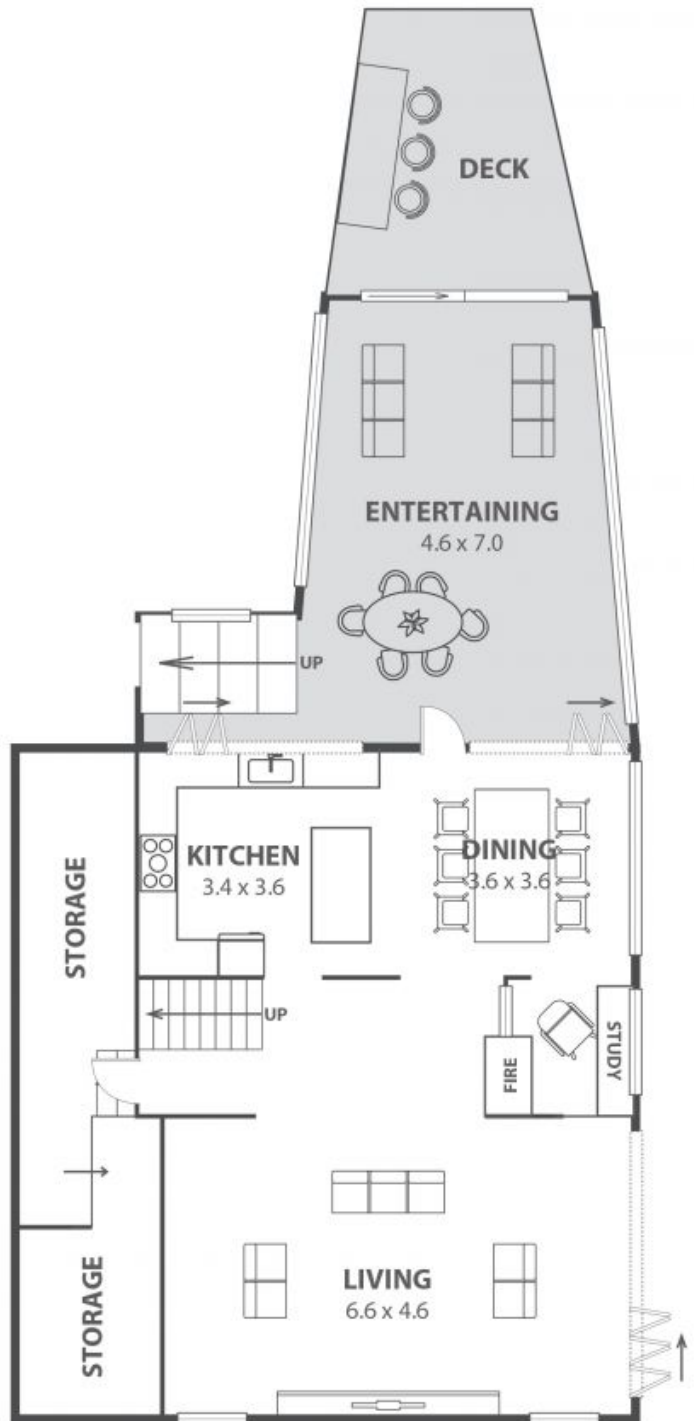 DECK
ENTERTAINING
4.6 x 7.0
UP
KITCHEN
3.4 x 3.6
DINING
3.6 x 3.6
STORAGE
UP
FIRE
STUDY
LIVING
6.6 x 4.6
STORAGE